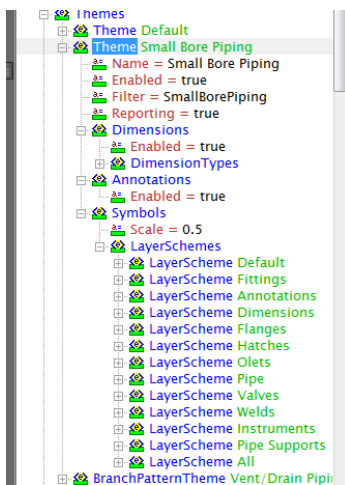 Themes
Theme Default
Theme Small Bore Piping
Name = Small Bore Piping
Enabled = true
Filter = SmallBorePiping
Reporting = true
Dimensions
Enabled = true
DimensionTypes
Annotations
Enabled = true
Symbols
Scale = 0.5
LayerSchemes
LayerScheme Default
LayerScheme Fittings
LayerScheme Annotations
LayerScheme Dimensions
LayerScheme Flanges
LayerScheme Hatches
LayerScheme Olets
LayerScheme Pipe
LayerScheme Valves
LayerScheme Welds
LayerScheme Instruments
LayerScheme Pipe Supports
LayerScheme All
BranchPatternTheme Vent/Drain Pipi